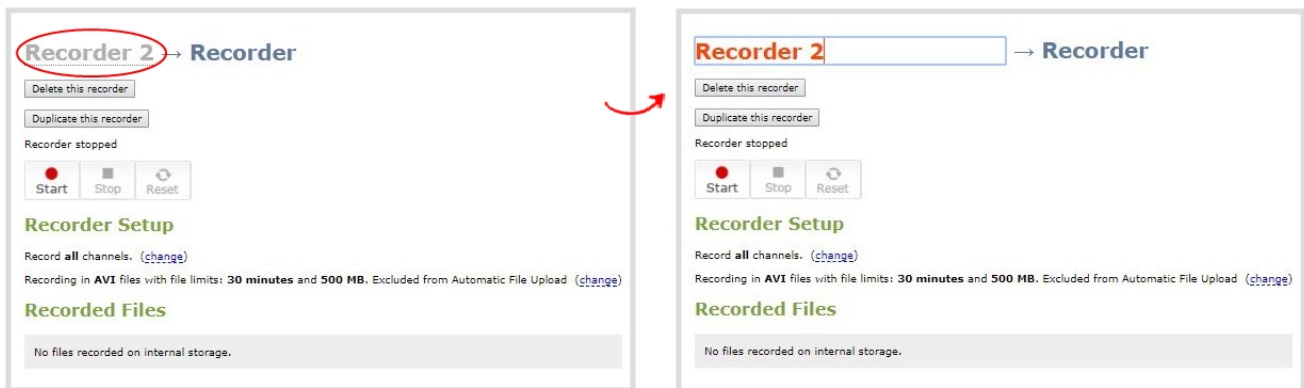 Recorder 2 → Recorder
Delete this recorder
Duplicate this recorder
Recorder stopped
Start Stop Reset
Recorder Setup
Record all channels. (change)
Recording in AVI files with file limits: 30 minutes and 500 MB. Excluded from Automatic File Upload (change)
Recorded Files
No files recorded on internal storage.
Recorder 2 → Recorder
Delete this recorder
Duplicate this recorder
Recorder stopped
Start Stop Reset
Recorder Setup
Record all channels. (change)
Recording in AVI files with file limits: 30 minutes and 500 MB. Excluded from Automatic File Upload (change)
Recorded Files
No files recorded on internal storage.